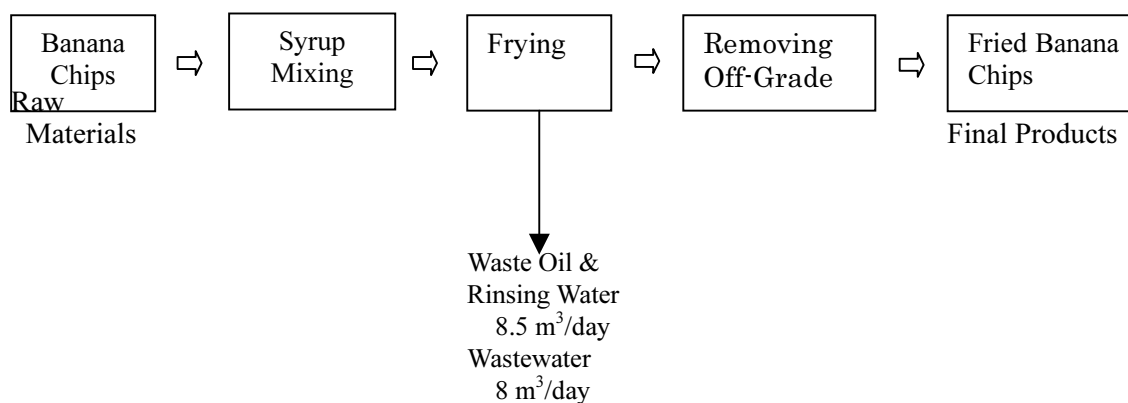 Banana
Chips
Raw
Materials
Syrup
Mixing
Frying
Removing
Off-Grade
Fried Banana
Chips
Final Products
Waste Oil &
Rinsing Water
8.5 m³/day
Wastewater
8 m³/day